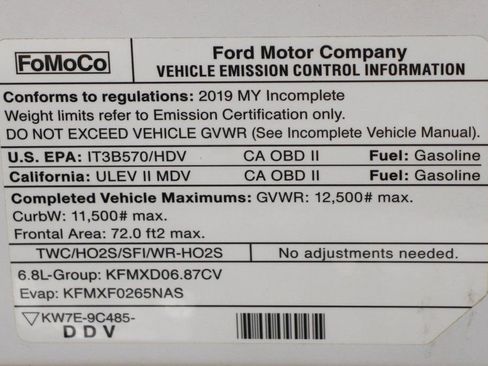 FoMoCo
Ford Motor Company
VEHICLE EMISSION CONTROL INFORMATION
Conforms to regulations: 2019 MY Incomplete
Weight limits refer to Emission Certification only.
DO NOT EXCEED VEHICLE GVWR (See Incomplete Vehicle Manual).
U.S. EPA: IT3B570/HDV CA OBD II Fuel: Gasoline
California: ULEV II MDV CA OBD II Fuel: Gasoline
Completed Vehicle Maximums: GVWR: 12,500# max.
CurbW: 11,500# max.
Frontal Area: 72.0 ft2 max.
TWC/HO2S/SFI/WR-HO2S No adjustments needed.
6.8L-Group: KFMXD06.87CV
Evap: KFMXF0265NAS
▽KW7E-9C485-
DDV